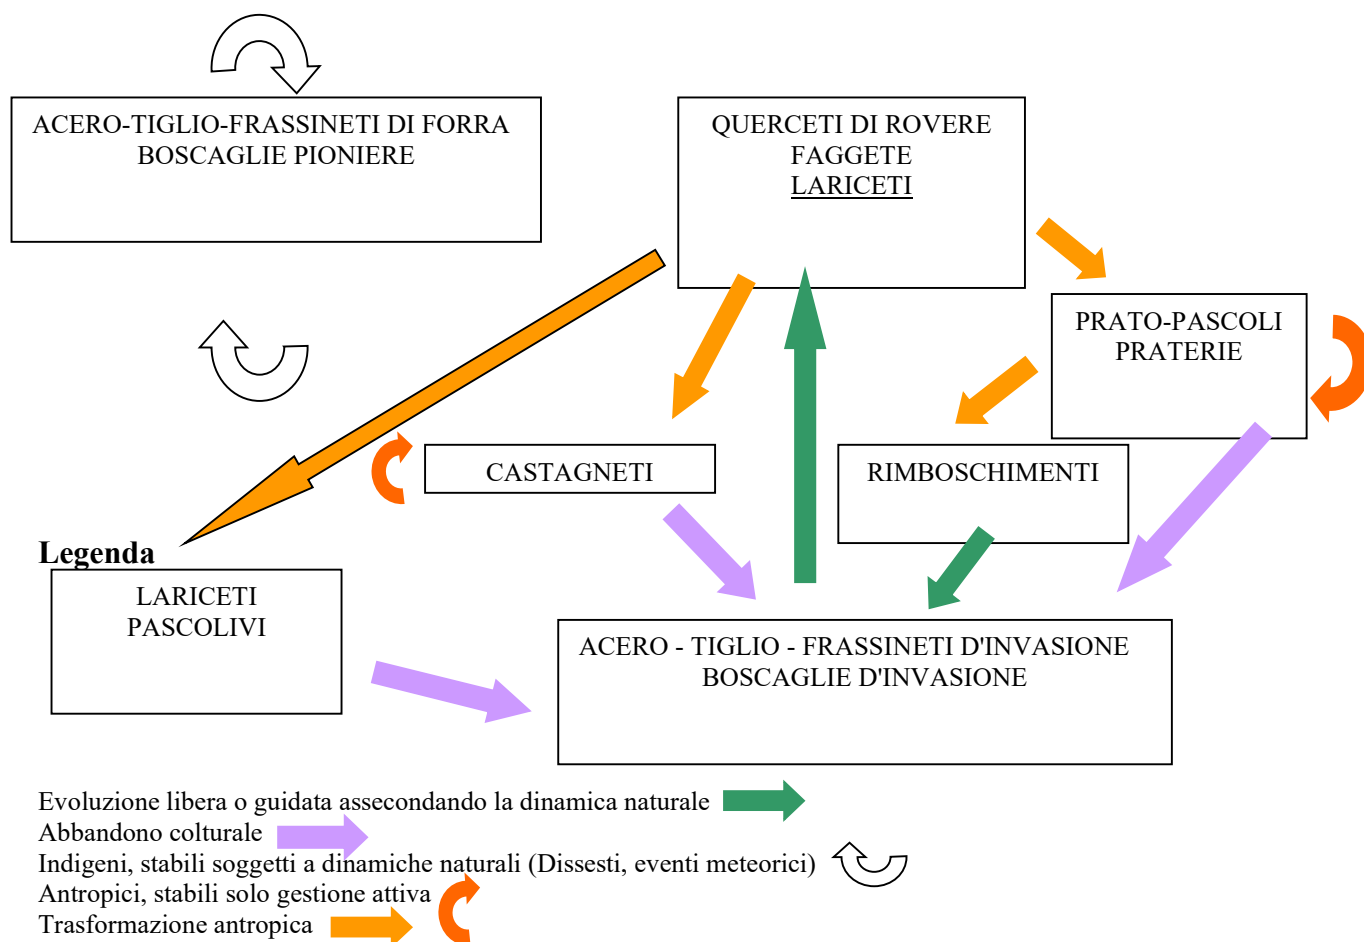 ACERO-TIGLIO-FRASSINETI DI FORRA
BOSCAGLIE PIONIERE
QUERCETI DI ROVERE
FAGGETE
LARICETI
PRATO-PASCOLI
PRATERIE
CASTAGNETI
RIMBOSCHIMENTI
Legenda
LARICETI
PASCOLIVI
ACERO - TIGLIO - FRASSINETI D'INVASIONE
BOSCAGLIE D'INVASIONE
Evoluzione libera o guidata assecondando la dinamica naturale
Abbandono colturale
Indigeni, stabili soggetti a dinamiche naturali (Dissesti, eventi meteorici)
Antropici, stabili solo gestione attiva
Trasformazione antropica